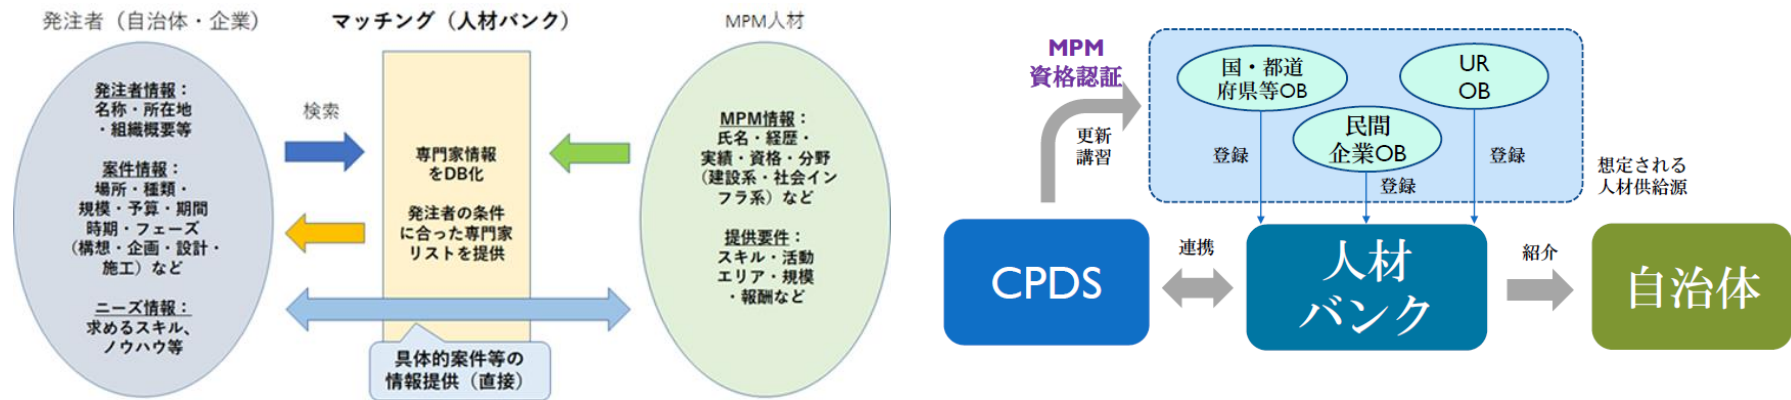 発注者（自治体・企業）
発注者情報：
名称・所在地
・組織概要等
案件情報：
場所・種類・
規模・予算・期間
時期・フェーズ
（構想・企画・設計・
施工）など
ニーズ情報：
求めるスキル、
ノウハウ等
検索
マッチング（人材バンク）
専門家情報
をDB化
発注者の条件
に合った専門家
リストを提供
具体的案件等の
情報提供（直接）
MPM人材
MPM情報：
氏名・経歴・
実績・資格・分野
（建設系・社会イン
フラ系）など
提供要件：
スキル・活動
エリア・規模
・報酬など
MPM
資格認証
更新
講習
国・都道
府県等OB
UR
OB
民間
企業OB
登録
登録
登録
想定される
人材供給源
CPDS
連携
人材
バンク
紹介
自治体